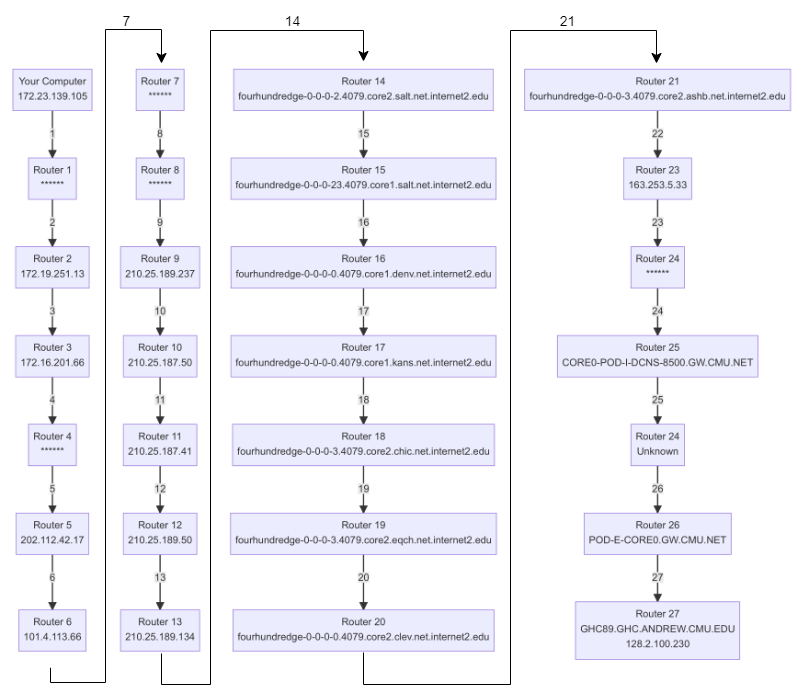 Your Computer
172.23.139.105
1
Router 1
******
2
Router 2
172.19.251.13
3
Router 3
172.16.201.66
4
Router 4
******
5
Router 5
202.112.42.17
6
Router 6
101.4.113.66
7
Router 7
******
8
Router 8
******
9
Router 9
210.25.189.237
10
Router 10
210.25.187.50
11
Router 11
210.25.187.41
12
Router 12
210.25.189.50
13
Router 13
210.25.189.134
14
Router 14
fourhundredge-0-0-0-2.4079.core2.salt.net.internet2.edu
15
Router 15
fourhundredge-0-0-0-23.4079.core1.salt.net.internet2.edu
16
Router 16
fourhundredge-0-0-0-0.4079.core1.denv.net.internet2.edu
17
Router 17
fourhundredge-0-0-0-0.4079.core1.kans.net.internet2.edu
18
Router 18
fourhundredge-0-0-0-3.4079.core2.chic.net.internet2.edu
19
Router 19
fourhundredge-0-0-0-3.4079.core2.eqch.net.internet2.edu
20
Router 20
fourhundredge-0-0-0-0.4079.core2.clev.net.internet2.edu
21
Router 21
fourhundredge-0-0-0-3.4079.core2.ashb.net.internet2.edu
22
Router 23
163.253.5.33
23
Router 24
******
24
Router 25
CORE0-POD-I-DCNS-8500.GW.CMU.NET
25
Router 24
Unknown
26
Router 26
POD-E-CORE0.GW.CMU.NET
27
Router 27
GHC89.GHC.ANDREW.CMU.EDU
128.2.100.230